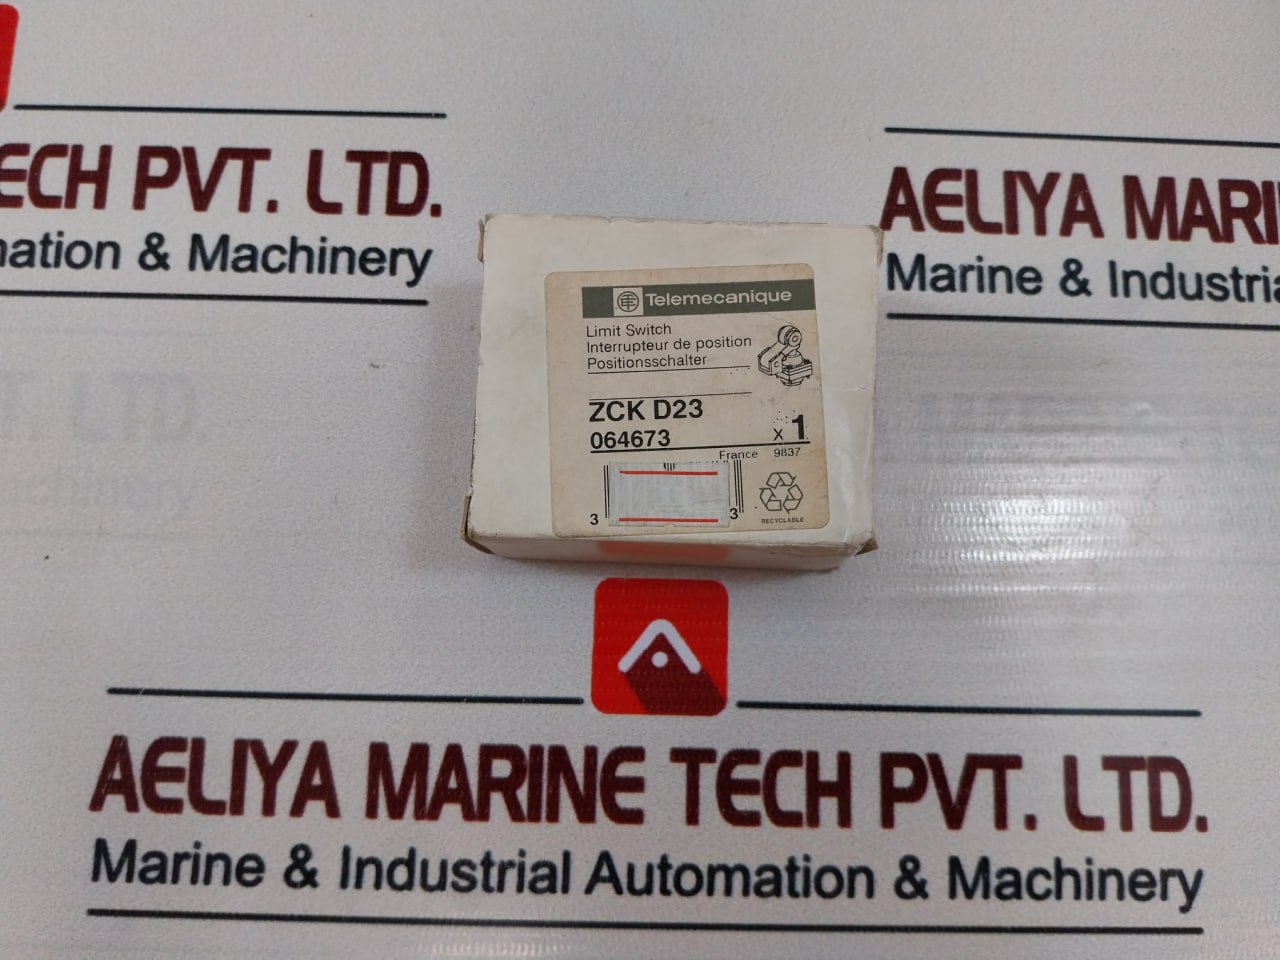 ECH PVT. LTD.
mation & Machinery
AELIYA MARI
Marine & Industria
Telemecanique
Limit Switch
Interrupteur de position
Positionsschalter
ZCK D23
064673
x 1
France 9837
3 3
RECYCLABLE
AELIYA MARINE TECH PVT. LTD.
Marine & Industrial Automation & Machinery